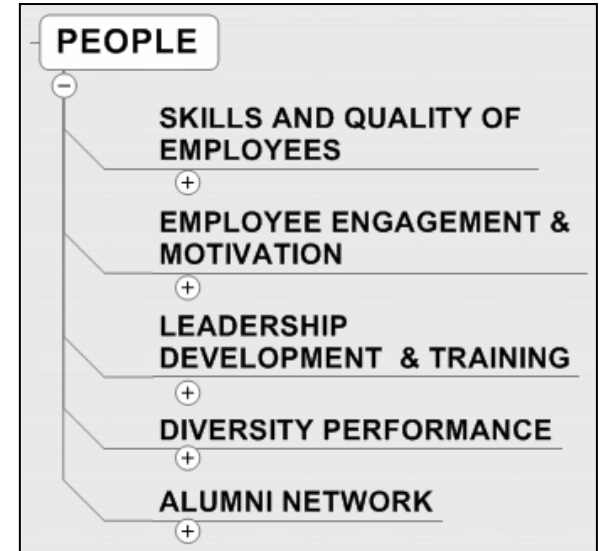 PEOPLE
SKILLS AND QUALITY OF
EMPLOYEES
EMPLOYEE ENGAGEMENT &
MOTIVATION
LEADERSHIP
DEVELOPMENT & TRAINING
DIVERSITY PERFORMANCE
ALUMNI NETWORK